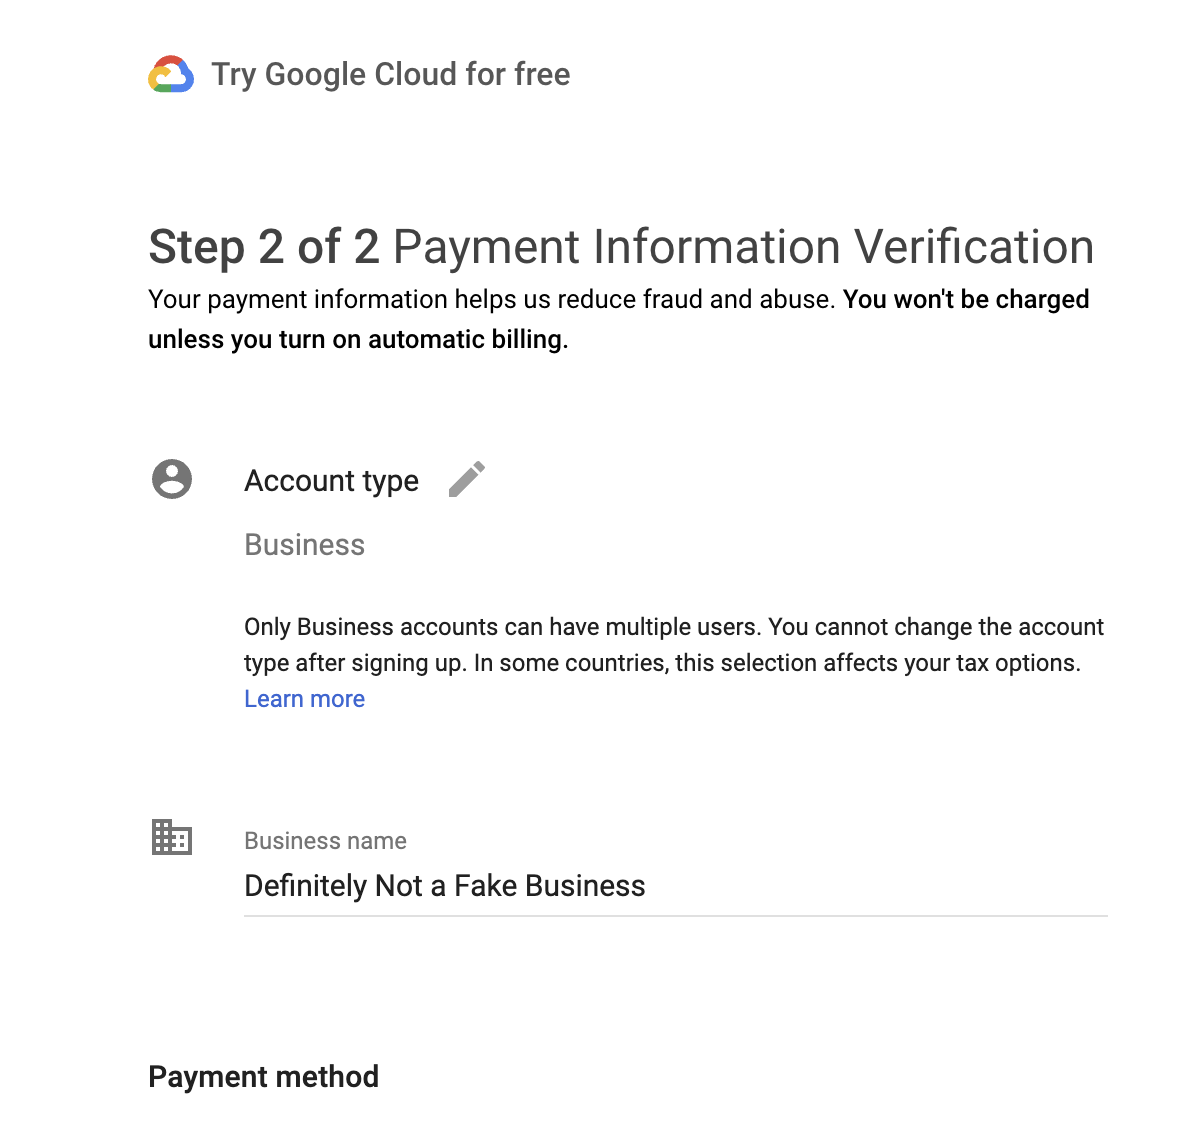 Try Google Cloud for free
Step 2 of 2 Payment Information Verification
Your payment information helps us reduce fraud and abuse. You won't be charged
unless you turn on automatic billing.
Account type
Business
Only Business accounts can have multiple users. You cannot change the account
type after signing up. In some countries, this selection affects your tax options.
Learn more
Business name
Definitely Not a Fake Business
Payment method